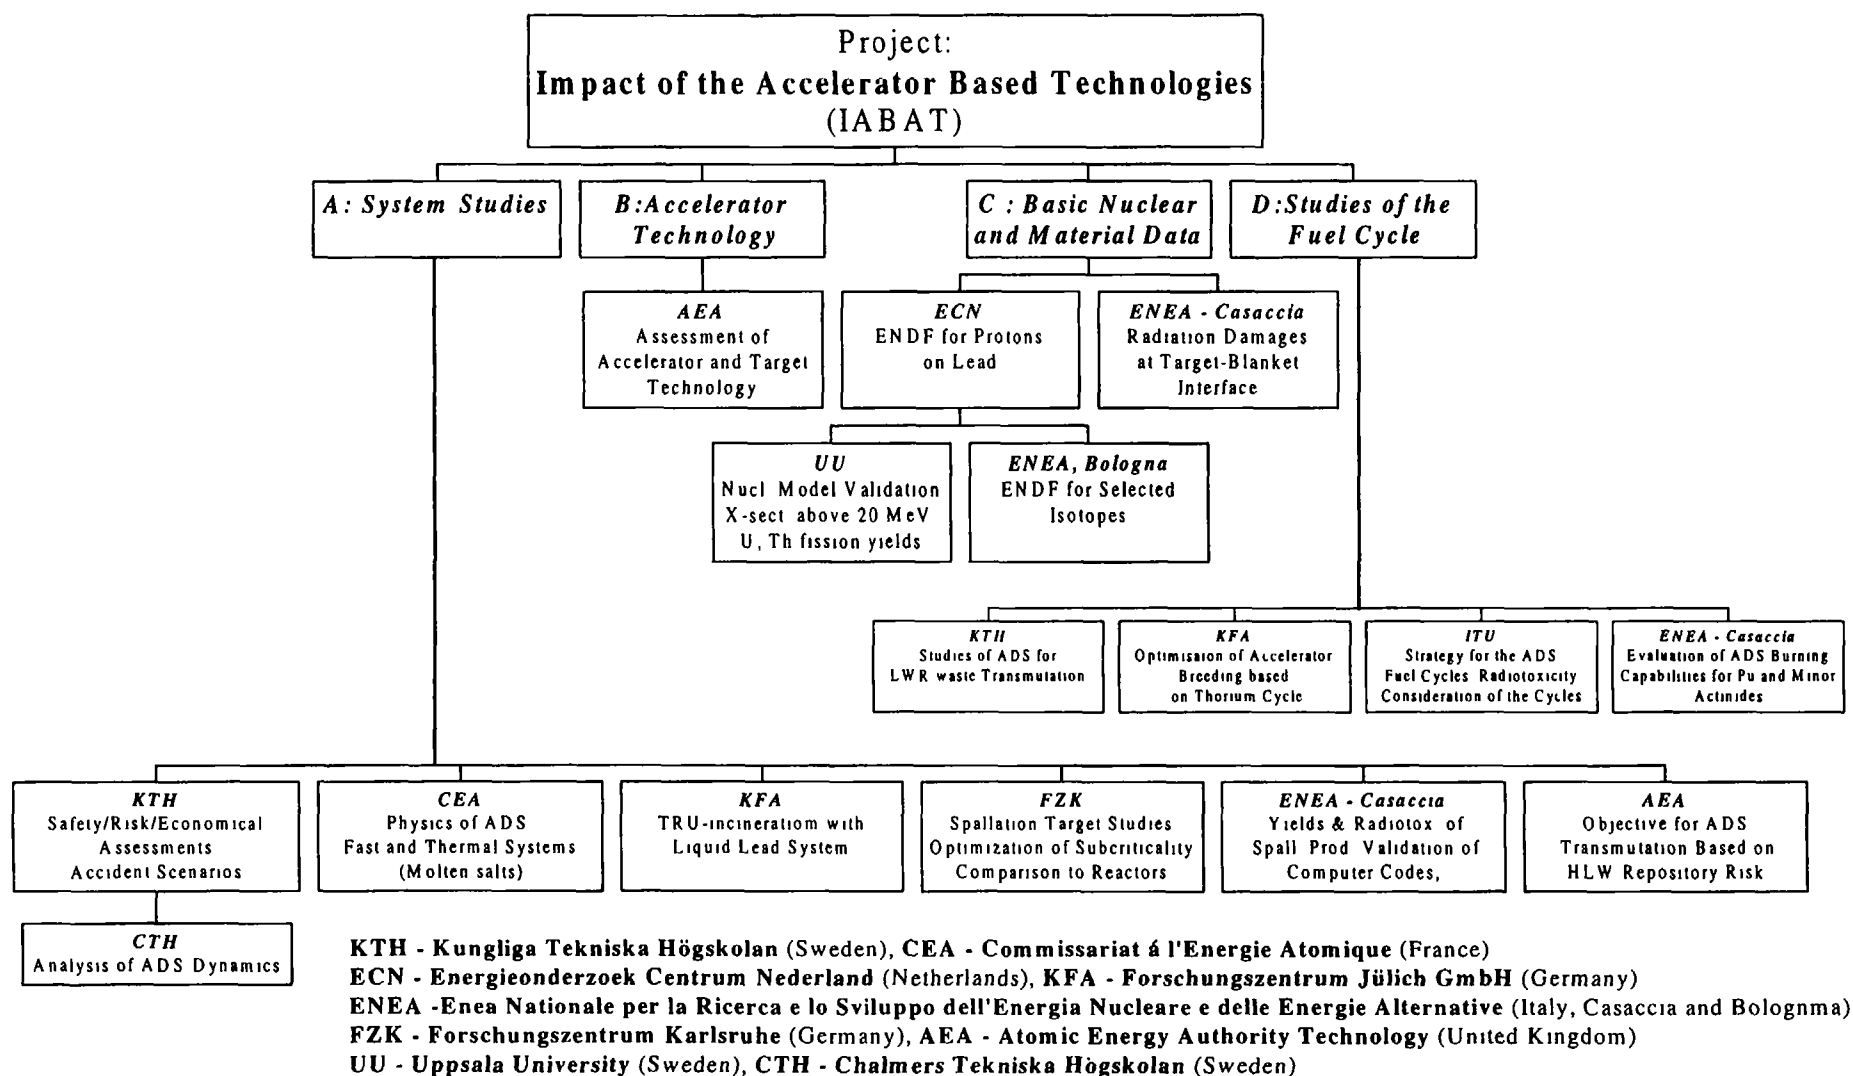 Project:
Impact of the Accelerator Based Technologies
(IABAT)
A: System Studies
B:Accelerator
Technology
C : Basic Nuclear
and Material Data
D:Studies of the
Fuel Cycle
AEA
Assessment of
Accelerator and Target
Technology
ECN
ENDF for Protons
on Lead
ENEA - Casaccia
Radiation Damages
at Target-Blanket
Interface
UU
Nucl Model Validation
X-sect above 20 MeV
U, Th fission yields
ENEA, Bologna
ENDF for Selected
Isotopes
KTH
Studies of ADS for
LWR waste Transmutation
KFA
Optimisation of Accelerator
Breeding based
on Thorium Cycle
ITU
Strategy for the ADS
Fuel Cycles Radiotoxicity
Consideration of the Cycles
ENEA - Casaccia
Evaluation of ADS Burning
Capabilities for Pu and Minor
Actinides
KTH
Safety/Risk/Economical
Assessments
Accident Scenarios
CEA
Physics of ADS
Fast and Thermal Systems
(Molten salts)
KFA
TRU-incineratiom with
Liquid Lead System
FZK
Spallation Target Studies
Optimization of Subcriticality
Comparison to Reactors
ENEA - Casaccia
Yields & Radiotox of
Spall Prod Validation of
Computer Codes,
AEA
Objective for ADS
Transmutation Based on
HLW Repository Risk
CTH
Analysis of ADS Dynamics
KTH - Kungliga Tekniska Högskolan (Sweden), CEA - Commissariat á l'Energie Atomique (France)
ECN - Energieonderzoek Centrum Nederland (Netherlands), KFA - Forschungszentrum Jülich GmbH (Germany)
ENEA -Enea Nationale per la Ricerca e lo Sviluppo dell'Energia Nucleare e delle Energie Alternative (Italy, Casaccia and Bolognma)
FZK - Forschungszentrum Karlsruhe (Germany), AEA - Atomic Energy Authority Technology (United Kingdom)
UU - Uppsala University (Sweden), CTH - Chalmers Tekniska Högskolan (Sweden)